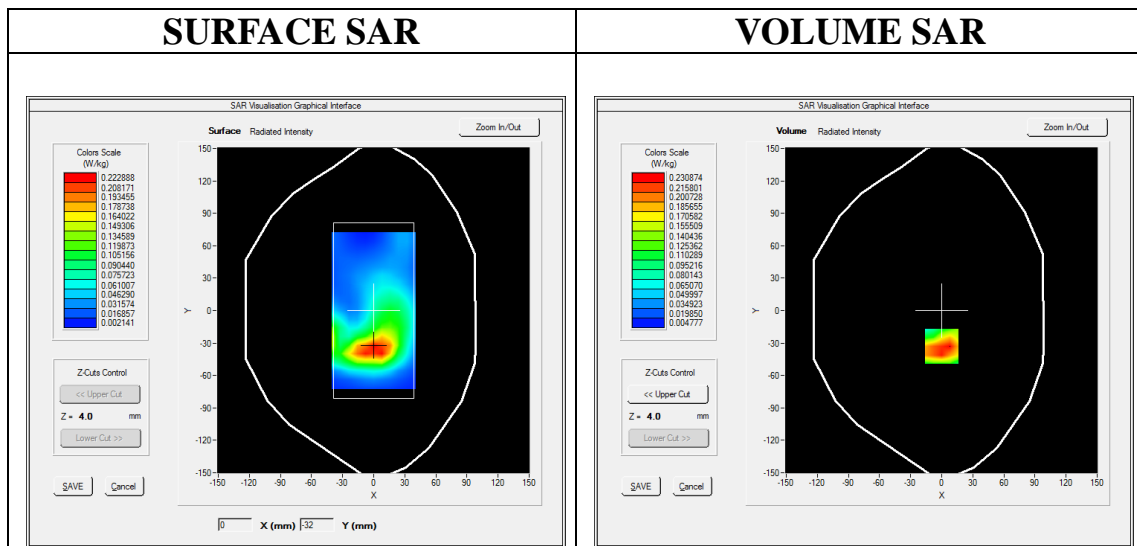 SURFACE SAR
VOLUME SAR
SAR Visualisation Graphical Interface
Surface Radiated Intensity
Zoom In/Out
Colors Scale
(W/kg)
0.222888
0.208171
0.193455
0.178738
0.164022
0.149306
0.134589
0.119873
0.105156
0.090440
0.075723
0.061007
0.046290
0.031574
0.016857
0.002141
150
120
90
60
30
0
-30
-60
-90
-120
-150
Y
-150 -120 -90 -60 -30 0 30 60 90 120 150
X
Z-Cuts Control
<< Upper Cut
Z = 4.0 mm
Lower Cut >>
SAVE Cancel
0 X (mm) -32 Y (mm)
SAR Visualisation Graphical Interface
Volume Radiated Intensity
Zoom In/Out
Colors Scale
(W/kg)
0.230874
0.215801
0.200728
0.185655
0.170582
0.155509
0.140436
0.125362
0.110289
0.095216
0.080143
0.065070
0.049997
0.034923
0.019850
0.004777
150
120
90
60
30
0
-30
-60
-90
-120
-150
Y
-150 -120 -90 -60 -30 0 30 60 90 120 150
X
Z-Cuts Control
<< Upper Cut
Z = 4.0 mm
Lower Cut >>
SAVE Cancel